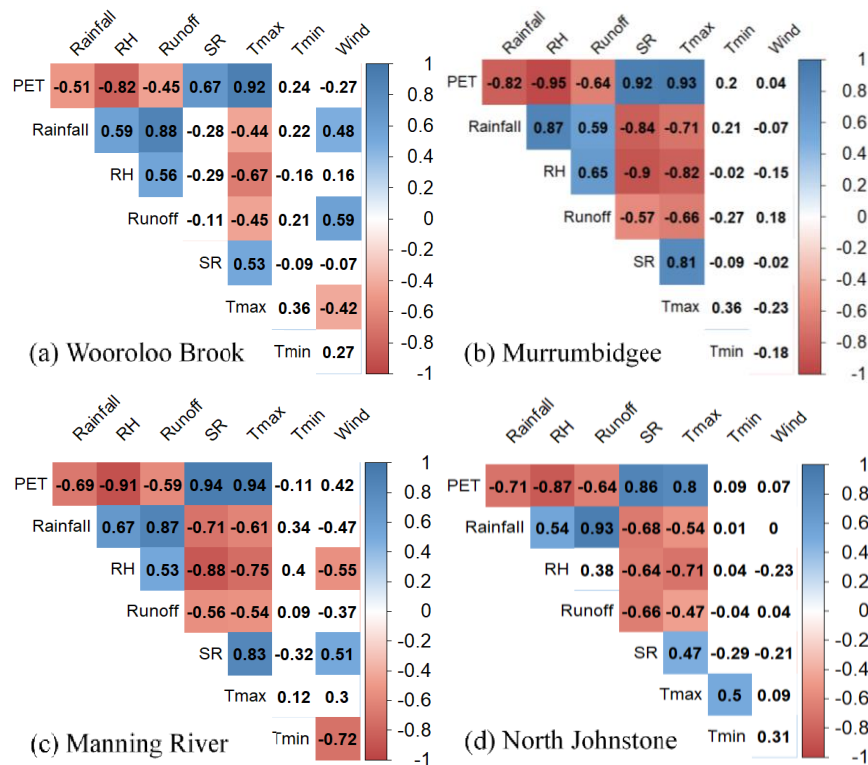 Rainfall RH Runoff SR Tmax Tmin Wind
PET -0.51 -0.82 -0.45 0.67 0.92 0.24 -0.27
Rainfall 0.59 0.88 -0.28 -0.44 0.22 0.48
RH 0.56 -0.29 -0.67 -0.16 0.16
Runoff -0.11 -0.45 0.21 0.59
SR 0.53 -0.09 -0.07
Tmax 0.36 -0.42
Tmin 0.27
1
0.8
0.6
0.4
0.2
0
-0.2
-0.4
-0.6
-0.8
-1
(a) Wooroloo Brook
Rainfall RH Runoff SR Tmax Tmin Wind
PET -0.82 -0.95 -0.64 0.92 0.93 0.2 0.04
Rainfall 0.87 0.59 -0.84 -0.71 0.21 -0.07
RH 0.65 -0.9 -0.82 -0.02 -0.15
Runoff -0.57 -0.66 -0.27 0.18
SR 0.81 -0.09 -0.02
Tmax 0.36 -0.23
Tmin -0.18
1
0.8
0.6
0.4
0.2
0
-0.2
-0.4
-0.6
-0.8
-1
(b) Murrumbidgee
Rainfall RH Runoff SR Tmax Tmin Wind
PET -0.69 -0.91 -0.59 0.94 0.94 -0.11 0.42
Rainfall 0.67 0.87 -0.71 -0.61 0.34 -0.47
RH 0.53 -0.88 -0.75 0.4 -0.55
Runoff -0.56 -0.54 0.09 -0.37
SR 0.83 -0.32 0.51
Tmax 0.12 0.3
Tmin -0.72
1
0.8
0.6
0.4
0.2
0
-0.2
-0.4
-0.6
-0.8
-1
(c) Manning River
Rainfall RH Runoff SR Tmax Tmin Wind
PET -0.71 -0.87 -0.64 0.86 0.8 0.09 0.07
Rainfall 0.54 0.93 -0.68 -0.54 0.01 0
RH 0.38 -0.64 -0.71 0.04 -0.23
Runoff -0.66 -0.47 -0.04 0.04
SR 0.47 -0.29 -0.21
Tmax 0.5 0.09
Tmin 0.31
1
0.8
0.6
0.4
0.2
0
-0.2
-0.4
-0.6
-0.8
-1
(d) North Johnstone